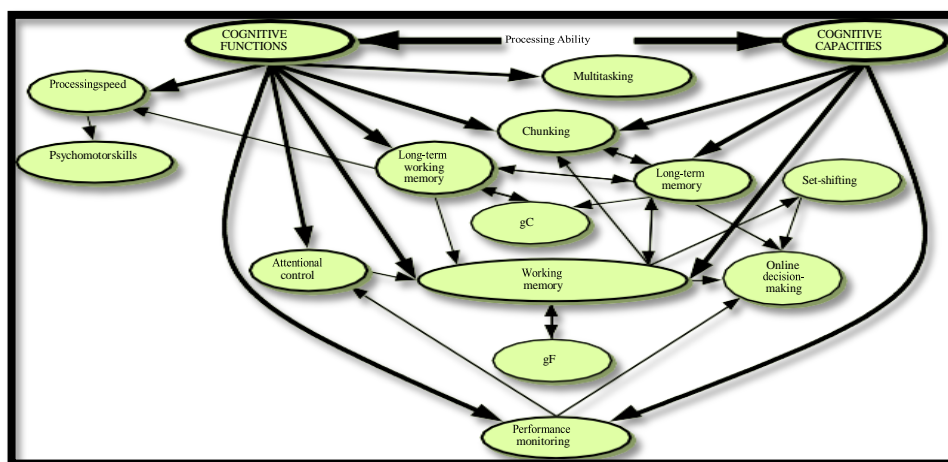 COGNITIVE
FUNCTIONS
Processing Ability
COGNITIVE
CAPACITIES
Processingspeed
Multitasking
Chunking
Psychomotorskills
Long-term
working
memory
Long-term
memory
Set-shifting
gC
Attentional
control
Working
memory
Online
decision-
making
gF
Performance
monitoring